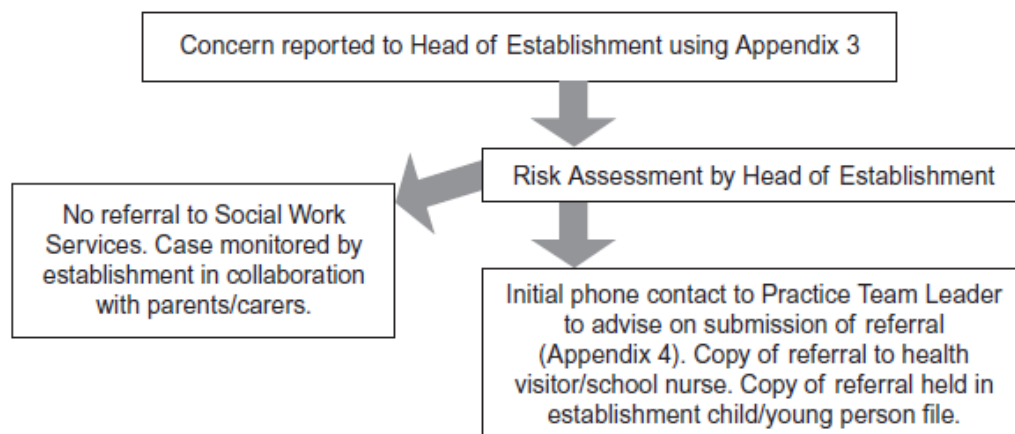 Concern reported to Head of Establishment using Appendix 3
Risk Assessment by Head of Establishment
No referral to Social Work
Services. Case monitored by
establishment in collaboration
with parents/carers.
Initial phone contact to Practice Team Leader
to advise on submission of referral
(Appendix 4). Copy of referral to health
visitor/school nurse. Copy of referral held in
establishment child/young person file.